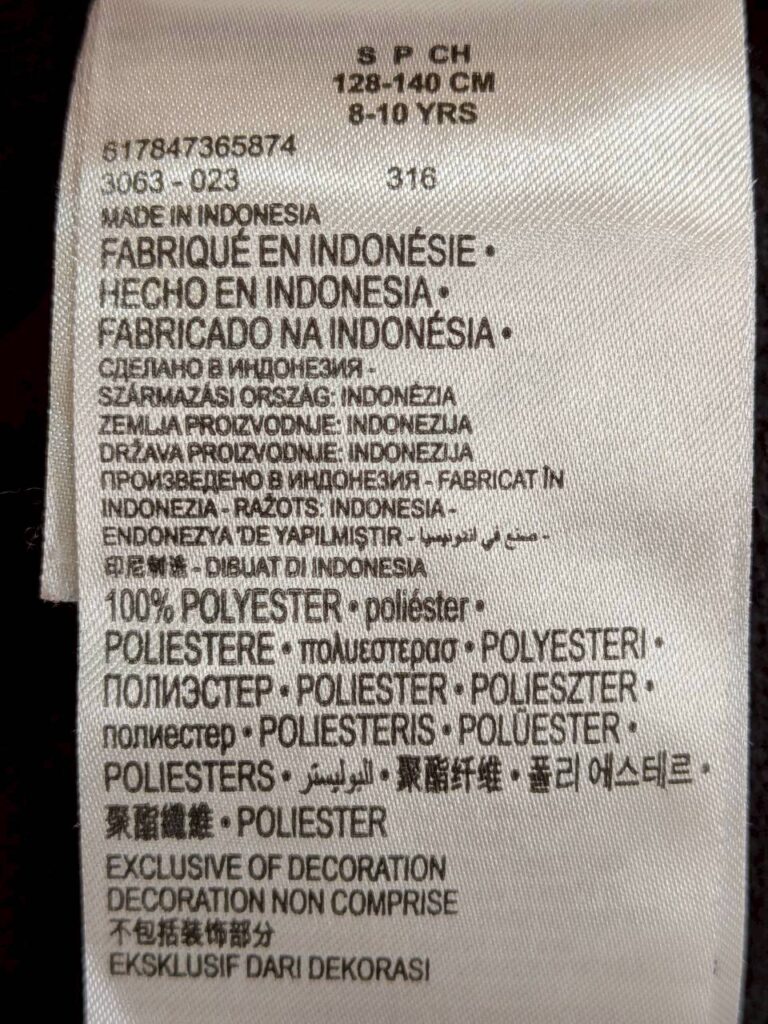 S P CH
128-140 CM
8-10 YRS
617847365874
3063 - 023 316
MADE IN INDONESIA
FABRIQUÉ EN INDONÉSIE •
HECHO EN INDONESIA •
FABRICADO NA INDONÉSIA •
СДЕЛАНО В ИНДОНЕЗИЯ -
SZÁRMAZÁSI ORSZÁG: INDONÉZIA
ZEMLJA PROIZVODNJE: INDONEZIJA
DRŽAVA PROIZVODNJE: INDONEZIJA
ПРОИЗВЕДЕНО В ИНДОНЕЗИЯ - FABRICAT ÎN
INDONEZIA - RAŽOTS: INDONESIA -
ENDONEZYA 'DE YAPILMIŞTIR - صنع في اندونيسيا -
印尼制造 - DIBUAT DI INDONESIA
100% POLYESTER • poliéster •
POLIESTERE • πολυεστερασ • POLYESTERI •
ПОЛИЭСТЕР • POLIESTER • POLIESZTER •
полиестер • POLIESTERIS • POLÜESTER •
POLIESTERS • البوليستر • 聚酯纤维 • 폴리 에스테르 •
聚酯纖維 • POLIESTER
EXCLUSIVE OF DECORATION
DECORATION NON COMPRISE
不包括装饰部分
EKSKLUSIF DARI DEKORASI